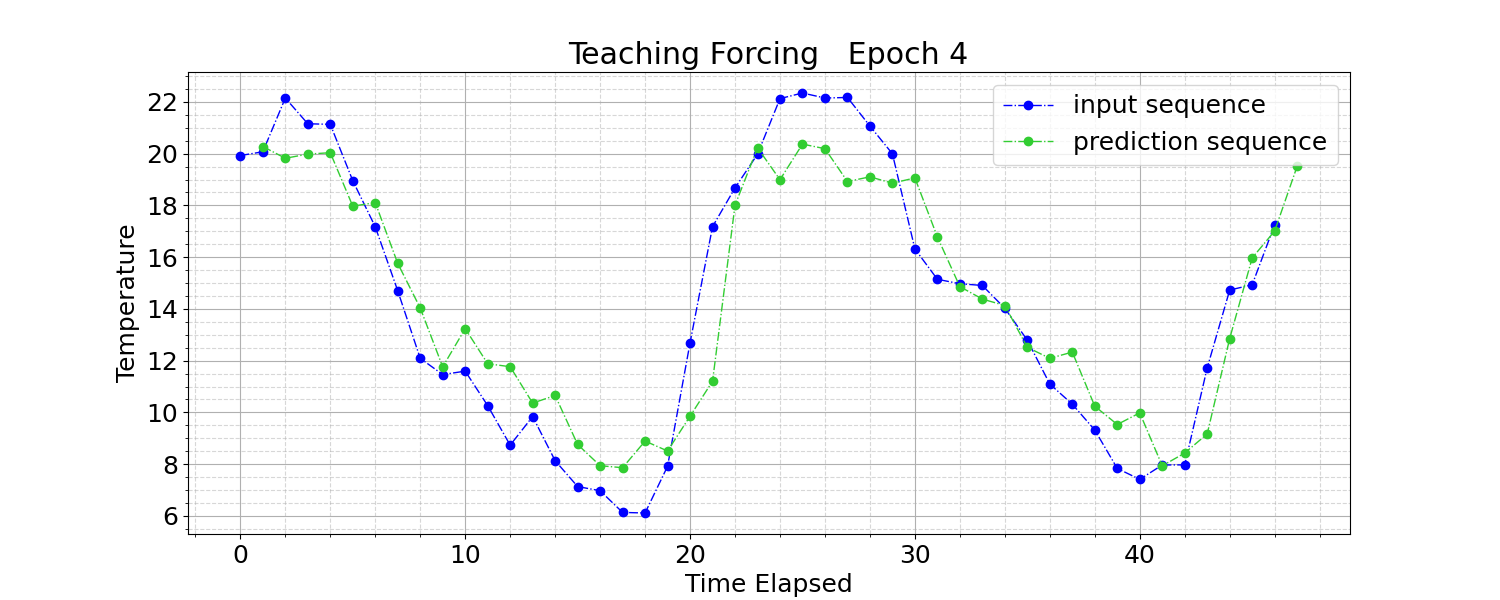 Teaching Forcing   Epoch 4
input sequence
prediction sequence
Temperature
22
20
18
16
14
12
10
8
6
0 10 20 30 40
Time Elapsed